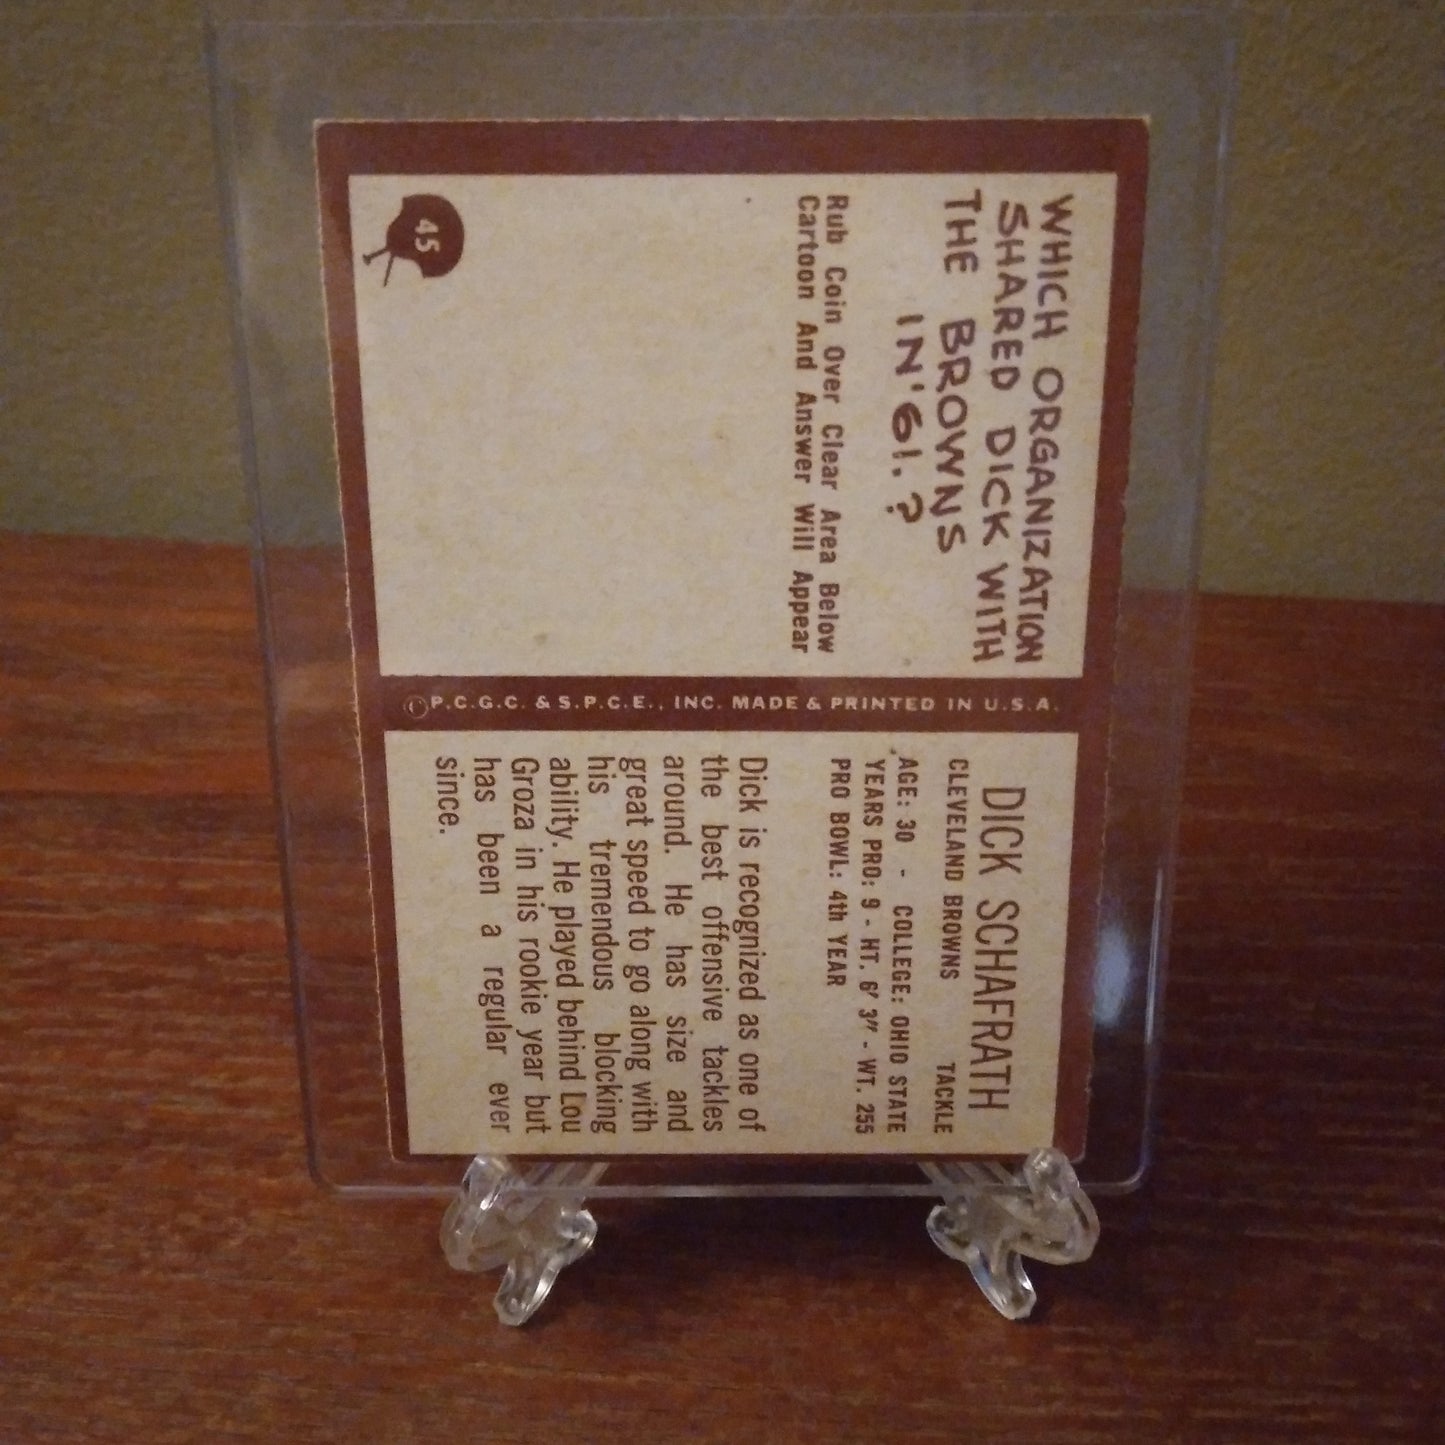 WHICH ORGANIZATION
SHARED DICK WITH
THE BROWNS
IN '61.?
Rub Coin Over Clear Area Below
Cartoon And Answer Will Appear
45
©P.C.G.C. & S.P.C.E., INC. MADE & PRINTED IN U.S.A.
DICK SCHAFRATH
CLEVELAND BROWNS TACKLE
AGE: 30 - COLLEGE: OHIO STATE
YEARS PRO: 9 - HT. 6' 3" - WT. 255
PRO BOWL: 4th YEAR
Dick is recognized as one of
the best offensive tackles
around. He has size and
great speed to go along with
his tremendous blocking
ability. He played behind Lou
Groza in his rookie year but
has been a regular ever
since.